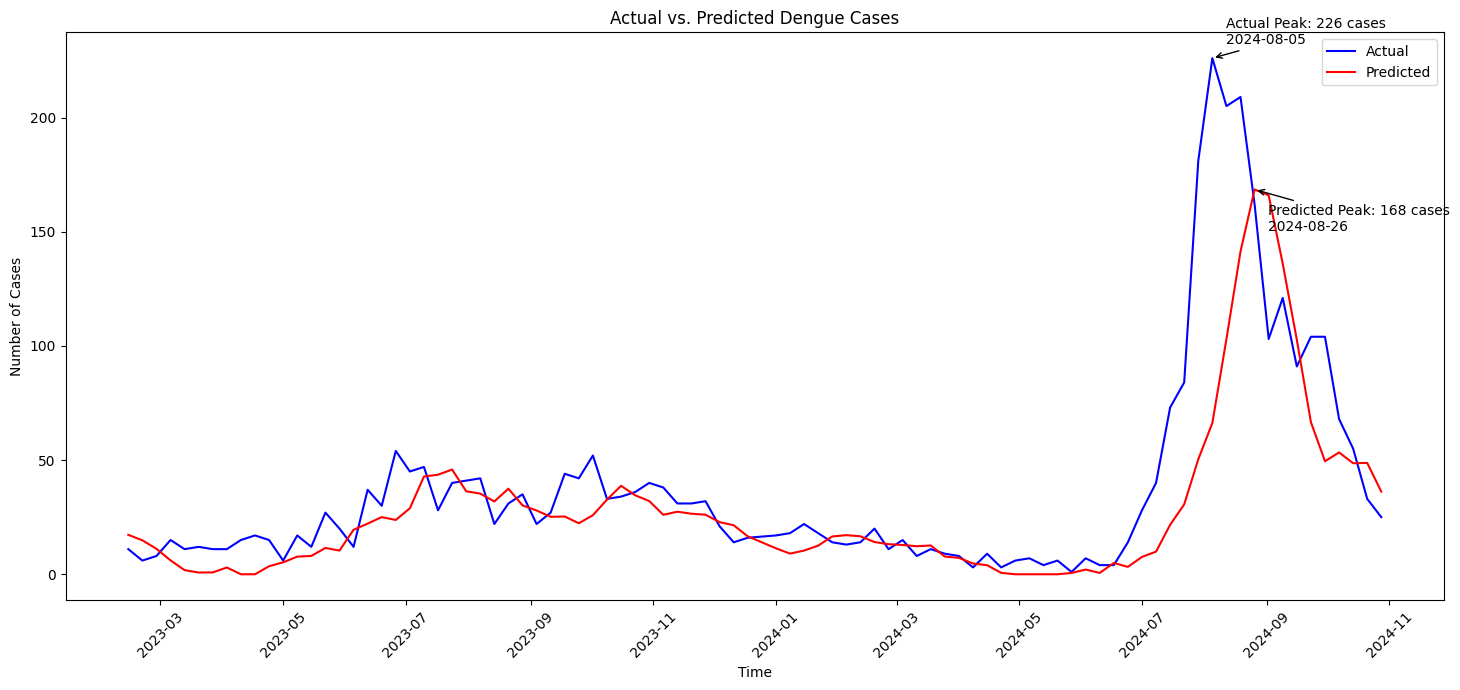 Actual vs. Predicted Dengue Cases
Actual Peak: 226 cases
2024-08-05
Actual
Predicted
Predicted Peak: 168 cases
2024-08-26
Number of Cases
200
150
100
50
0
2023-03
2023-05
2023-07
2023-09
2023-11
2024-01
2024-03
2024-05
2024-07
2024-09
2024-11
Time